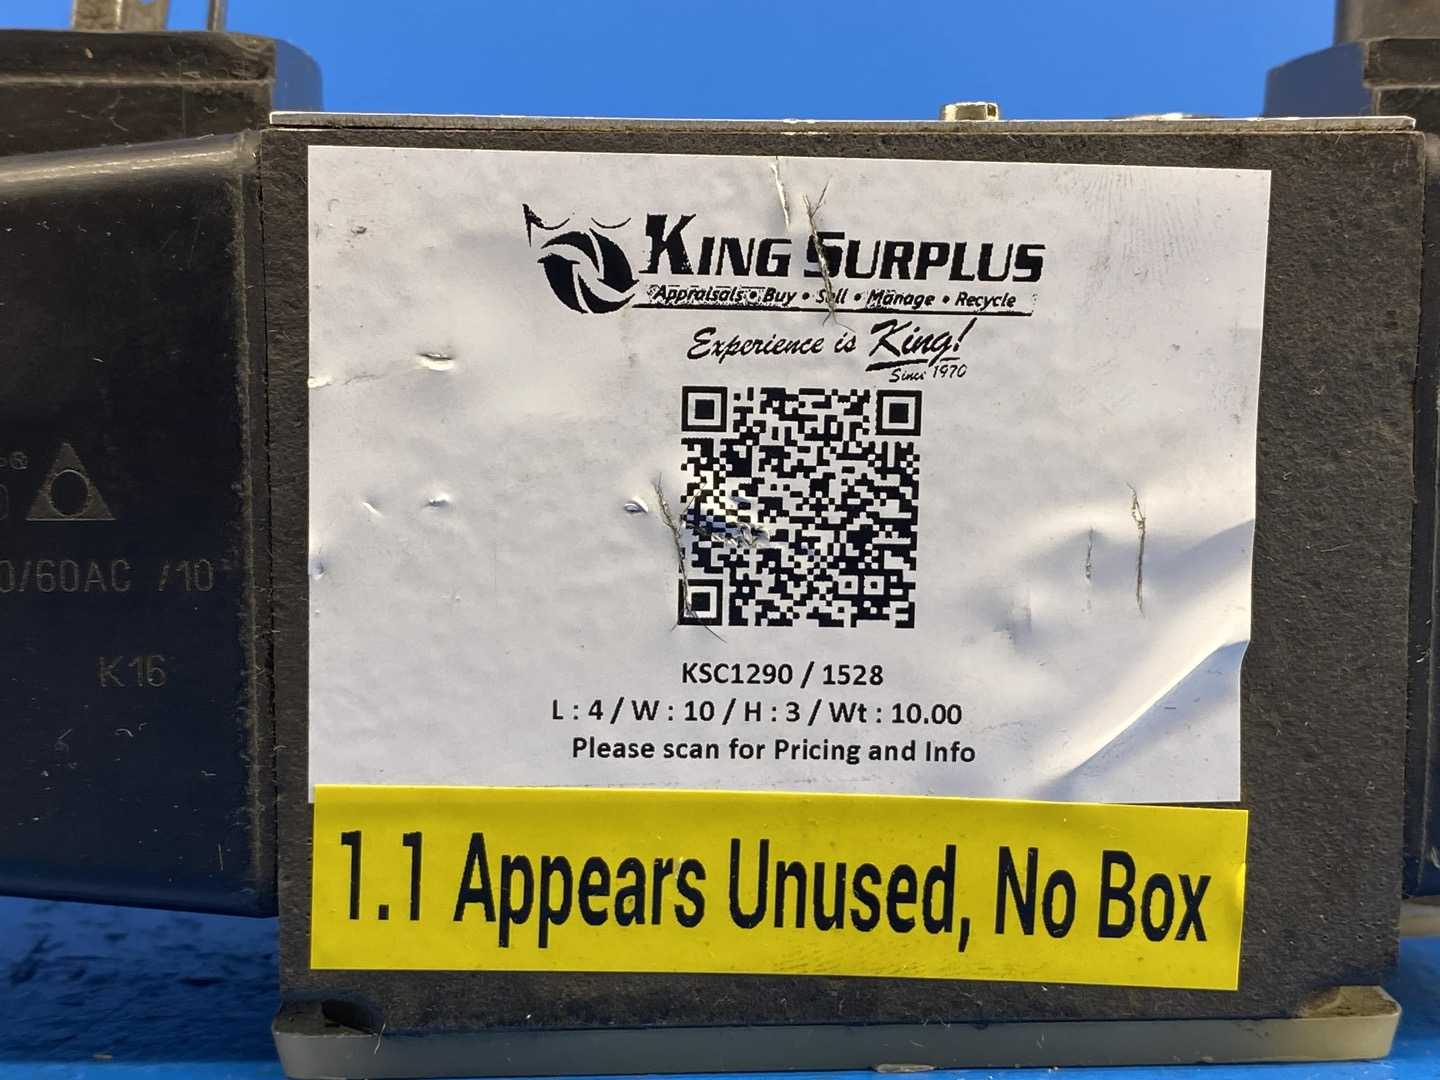 KING SURPLUS
Appraisals • Buy • Sell • Manage • Recycle
Experience is King!
Since 1970
0/60AC /10
K16
KSC1290 / 1528
L : 4 / W : 10 / H : 3 / Wt : 10.00
Please scan for Pricing and Info
1.1 Appears Unused, No Box